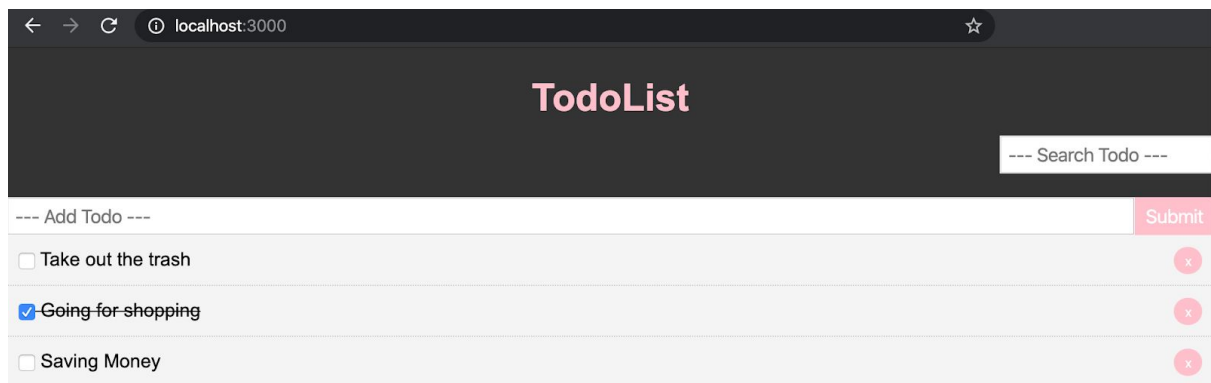 localhost:3000
TodoList
--- Search Todo ---
--- Add Todo ---
Submit
Take out the trash
x
Going for shopping
x
Saving Money
x